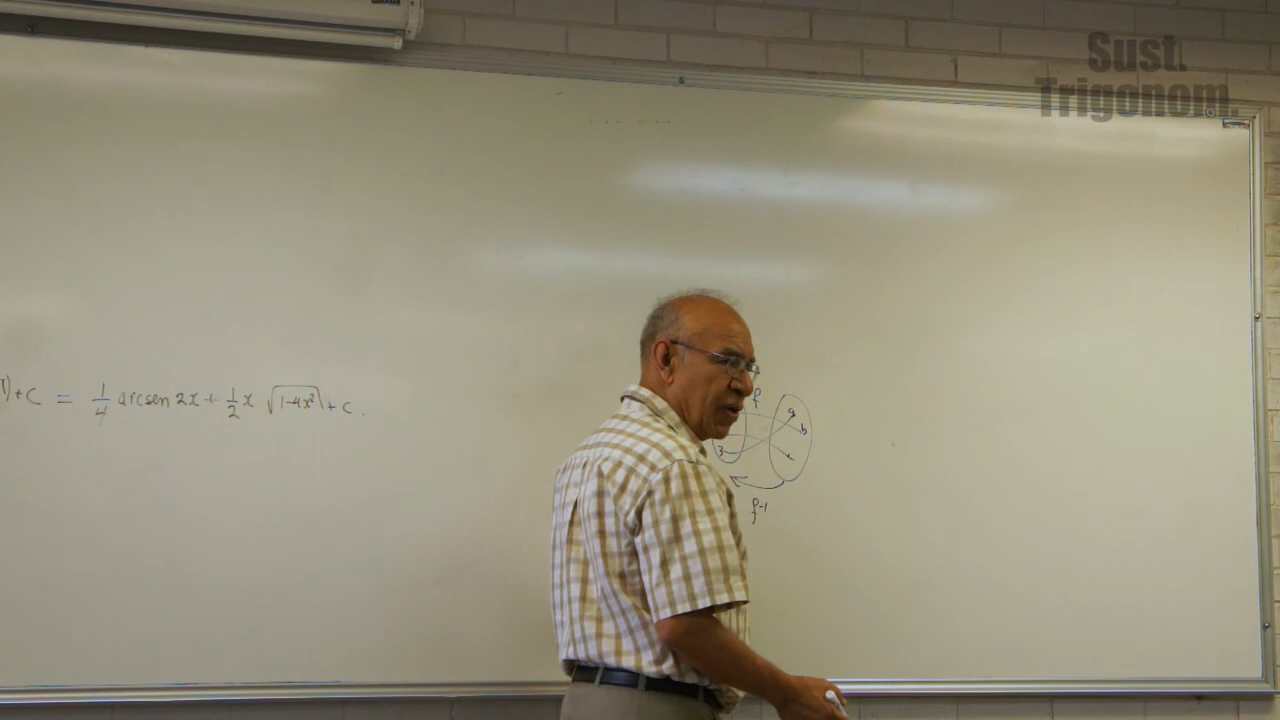 Sust.
Trigonom.
)+c = 1/4 arcsen 2x + 1/2 x √(1-4x²) + c.
f
a
b
3
c
f⁻¹